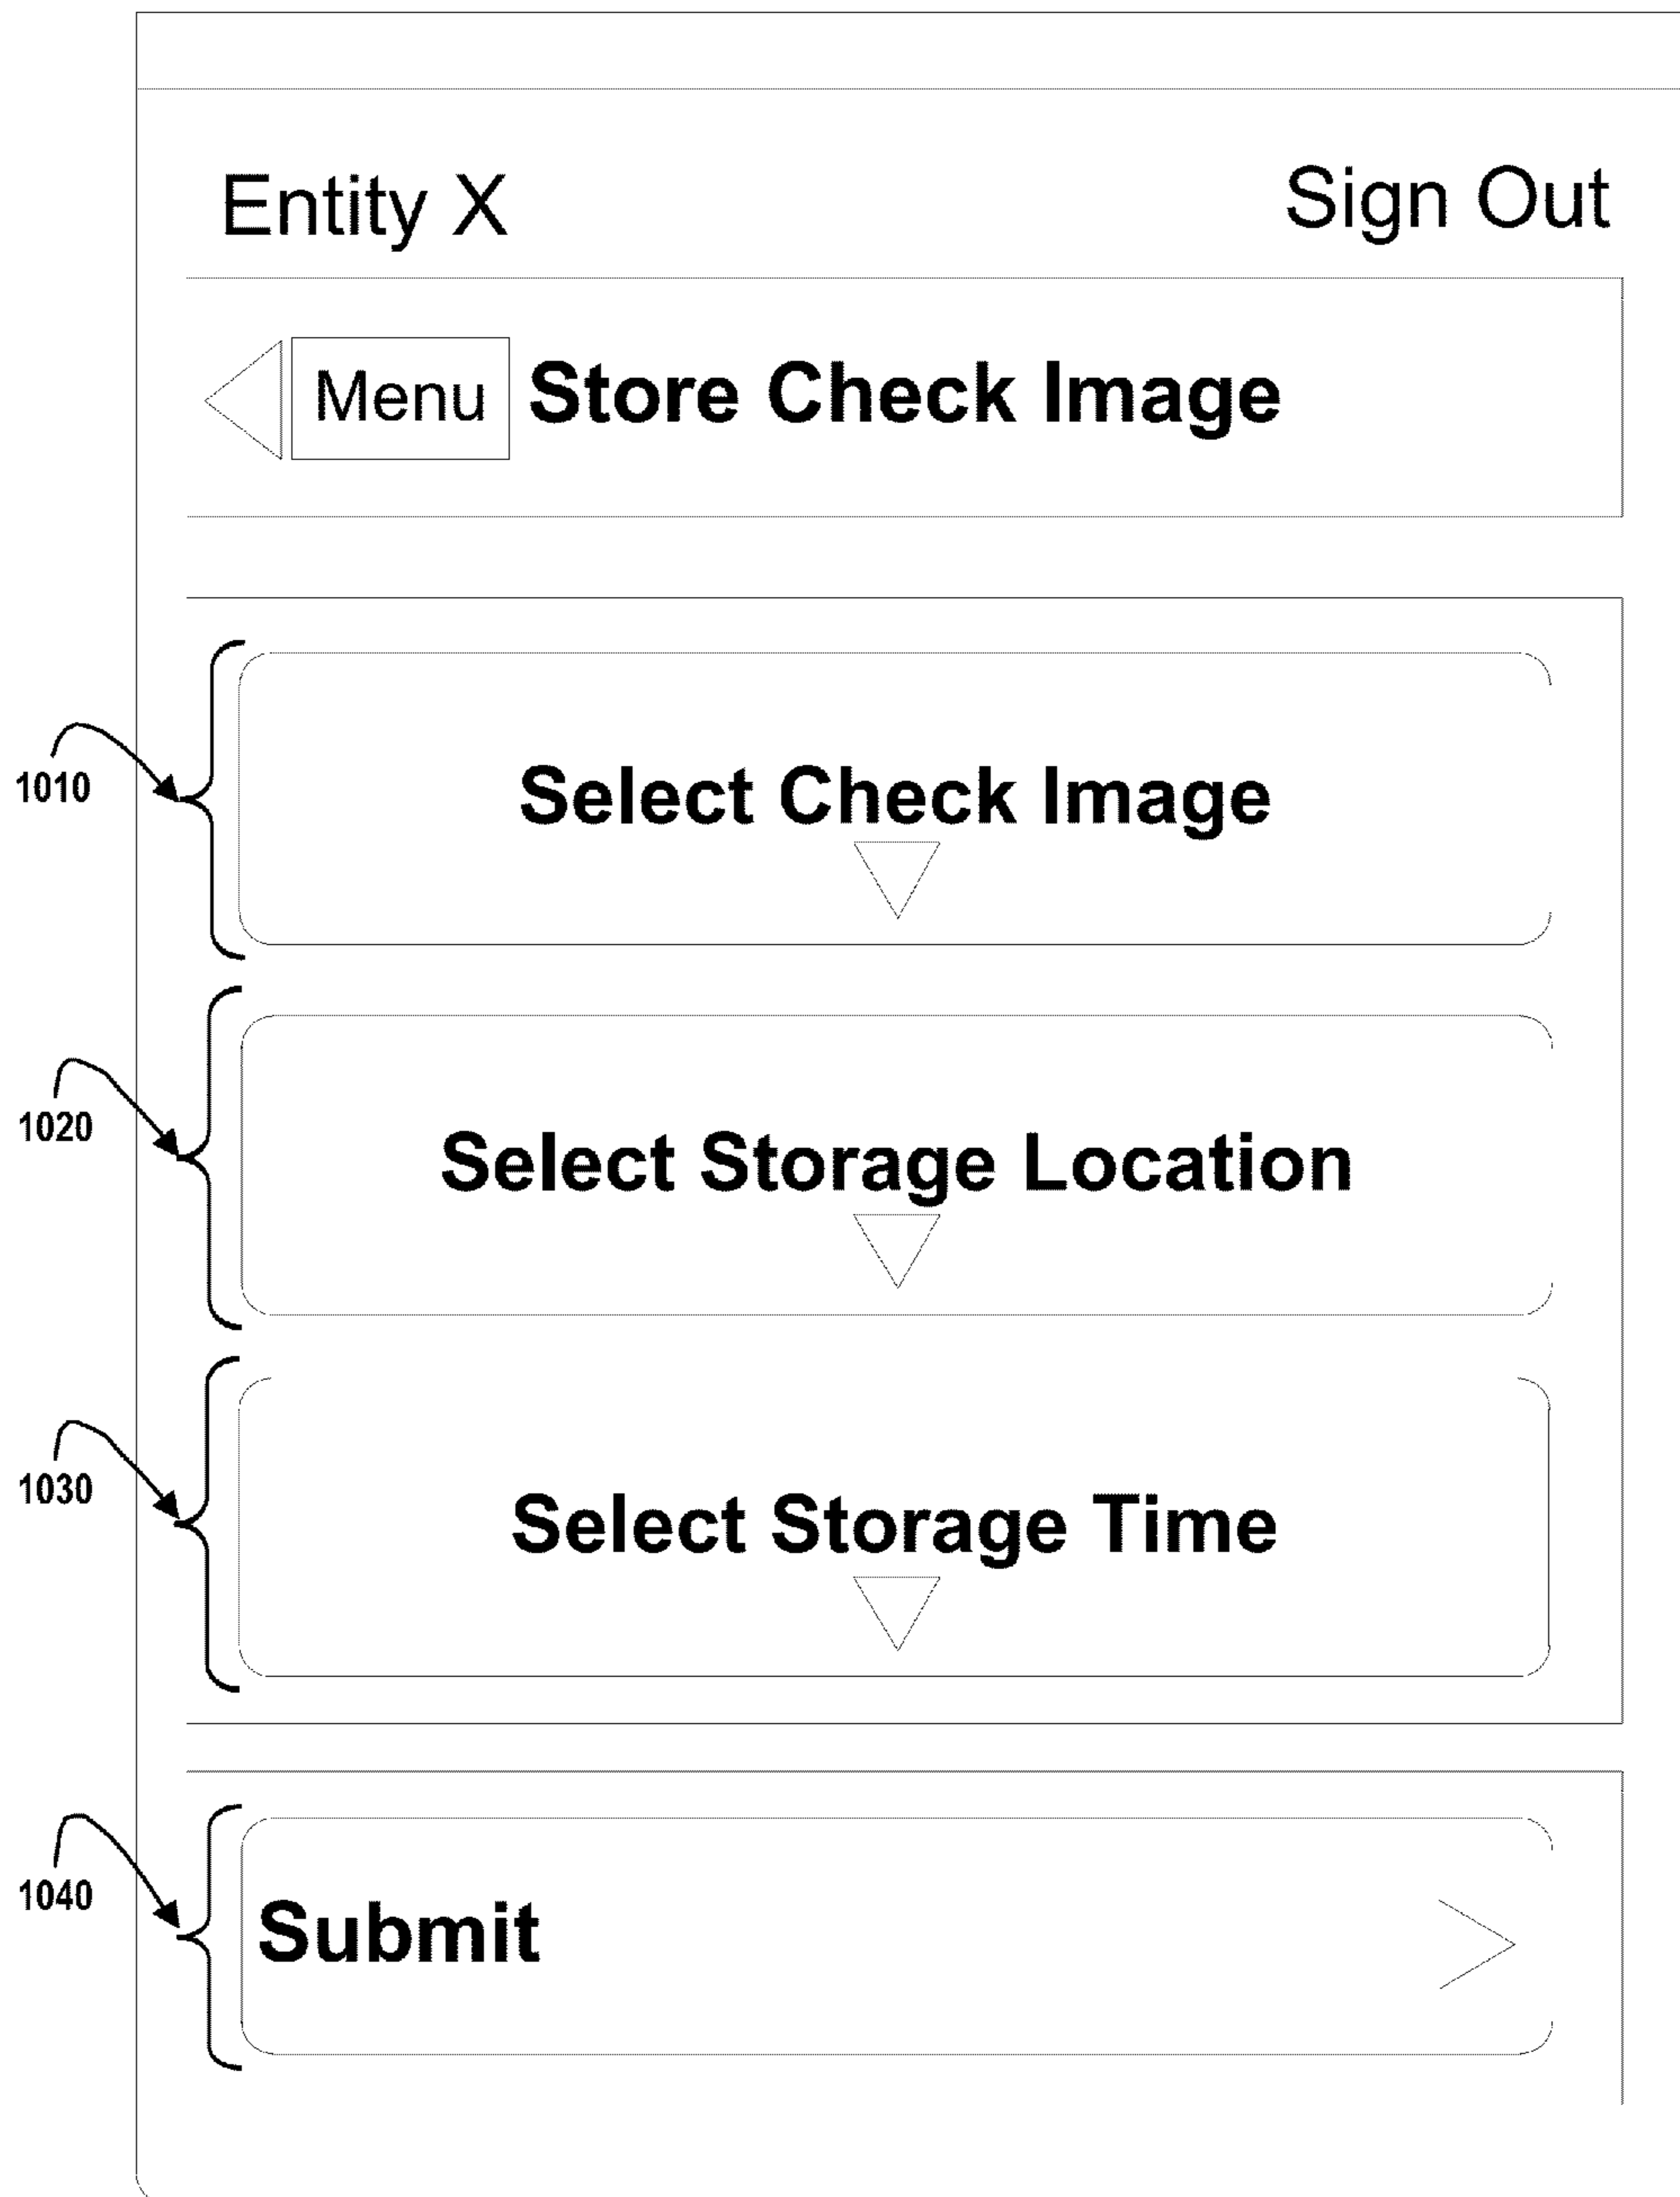 Entity X Sign Out
Menu Store Check Image
1010 Select Check Image
1020 Select Storage Location
1030 Select Storage Time
1040 Submit